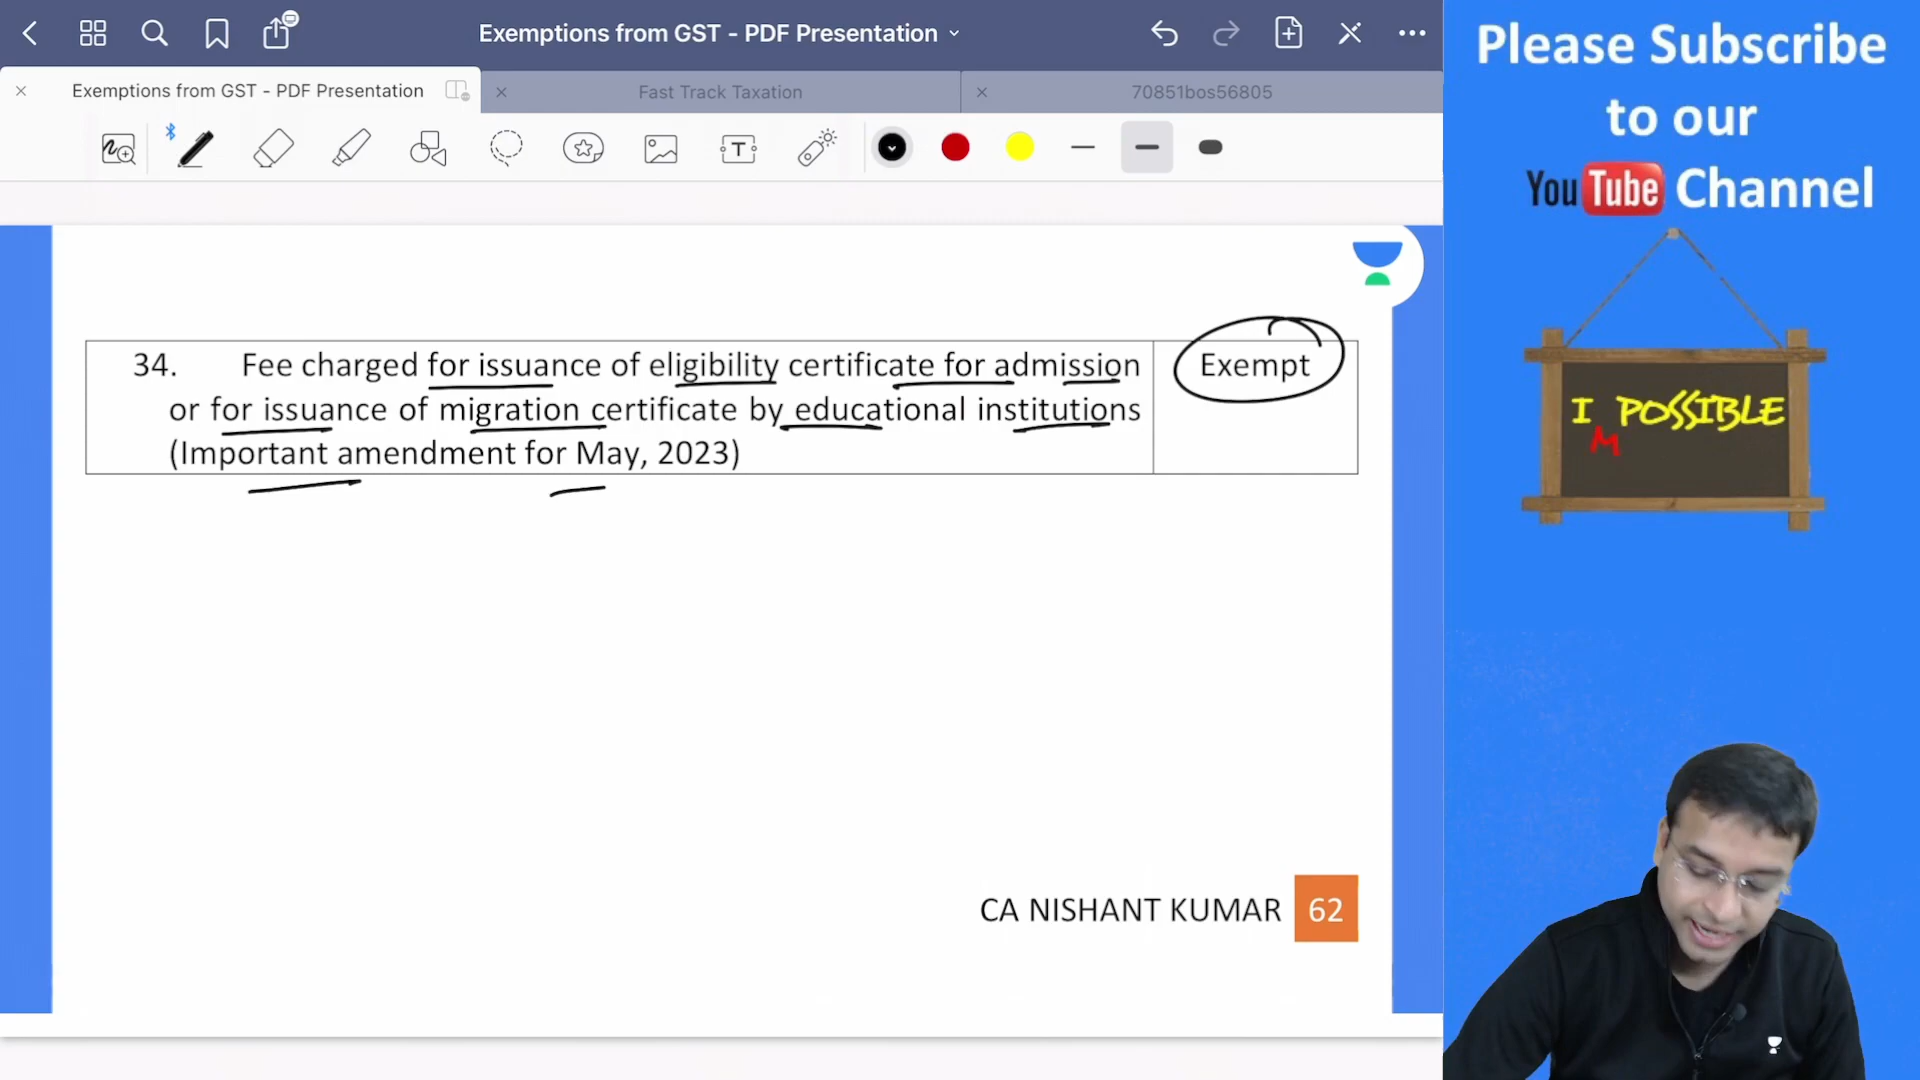 Exemptions from GST - PDF Presentation
Exemptions from GST - PDF Presentation
Fast Track Taxation
70851bos56805
T
34. Fee charged for issuance of eligibility certificate for admission
or for issuance of migration certificate by educational institutions
(Important amendment for May, 2023)
Exempt
CA NISHANT KUMAR 62
Please Subscribe
to our
YouTube Channel
I POSSIBLE
M